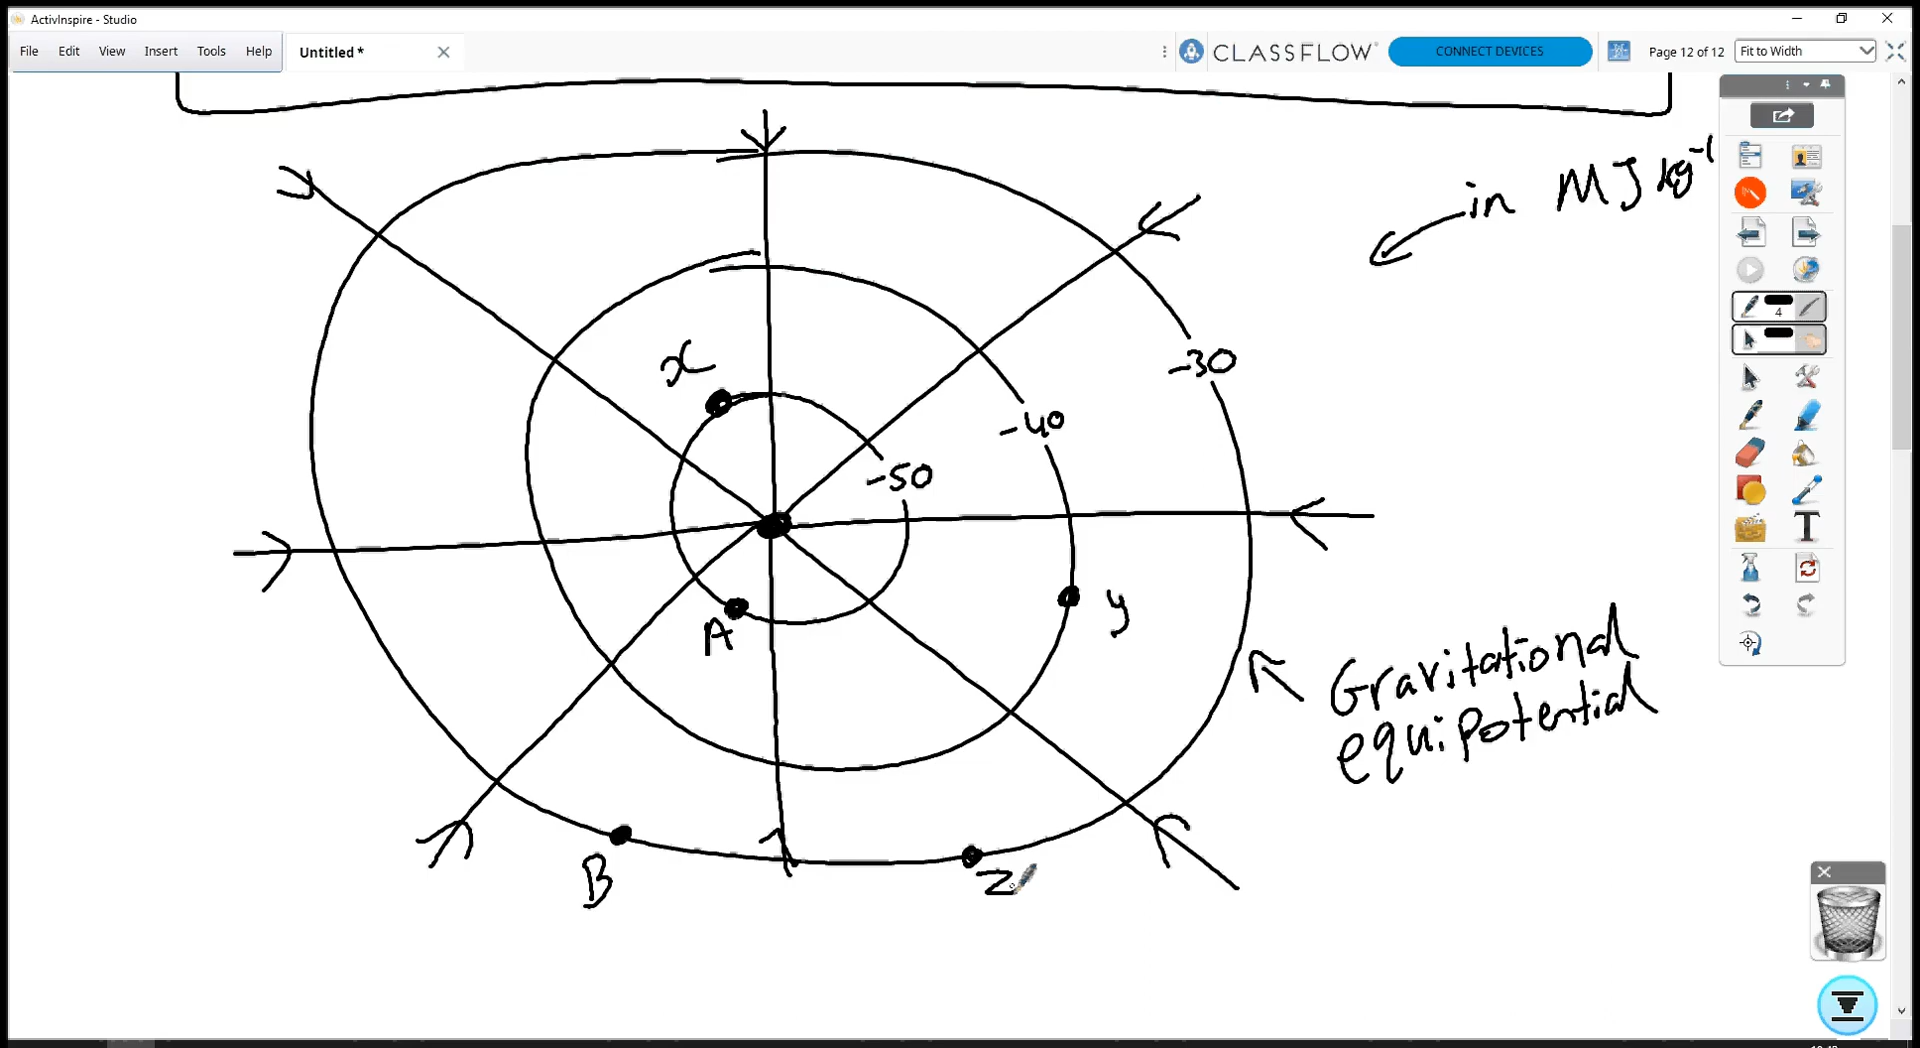 ActivInspire - Studio
File Edit View Insert Tools Help Untitled *
CLASSFLOW
CONNECT DEVICES
Page 12 of 12
Fit to Width
in MJ kg⁻¹
4
-30
x
-40
-50
A
y
Gravitational
equipotential
B
Z